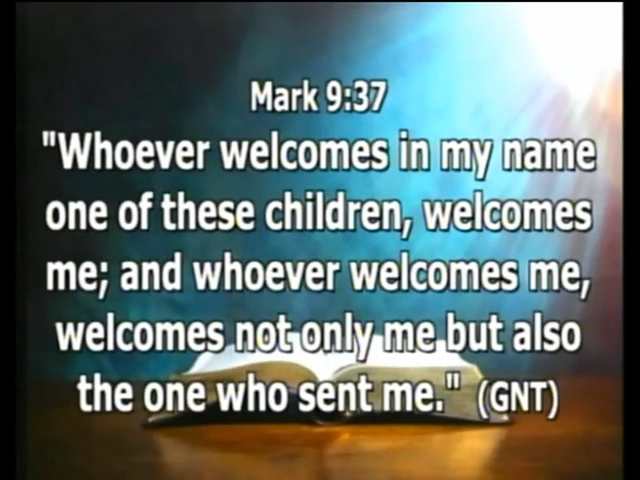 Mark 9:37
"Whoever welcomes in my name
one of these children, welcomes
me; and whoever welcomes me,
welcomes not only me but also
the one who sent me." (GNT)